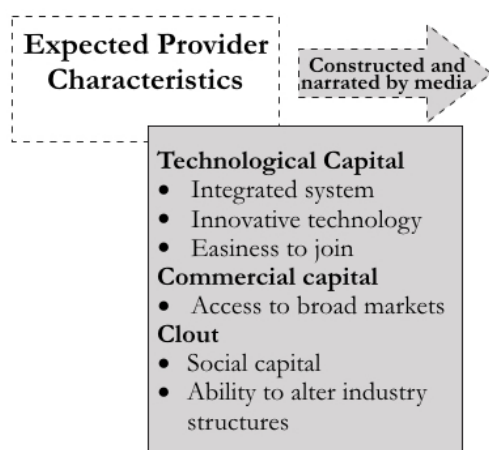 Expected Provider
Characteristics
Constructed and
narrated by media
Technological Capital
• Integrated system
• Innovative technology
• Easiness to join
Commercial capital
• Access to broad markets
Clout
• Social capital
• Ability to alter industry
structures